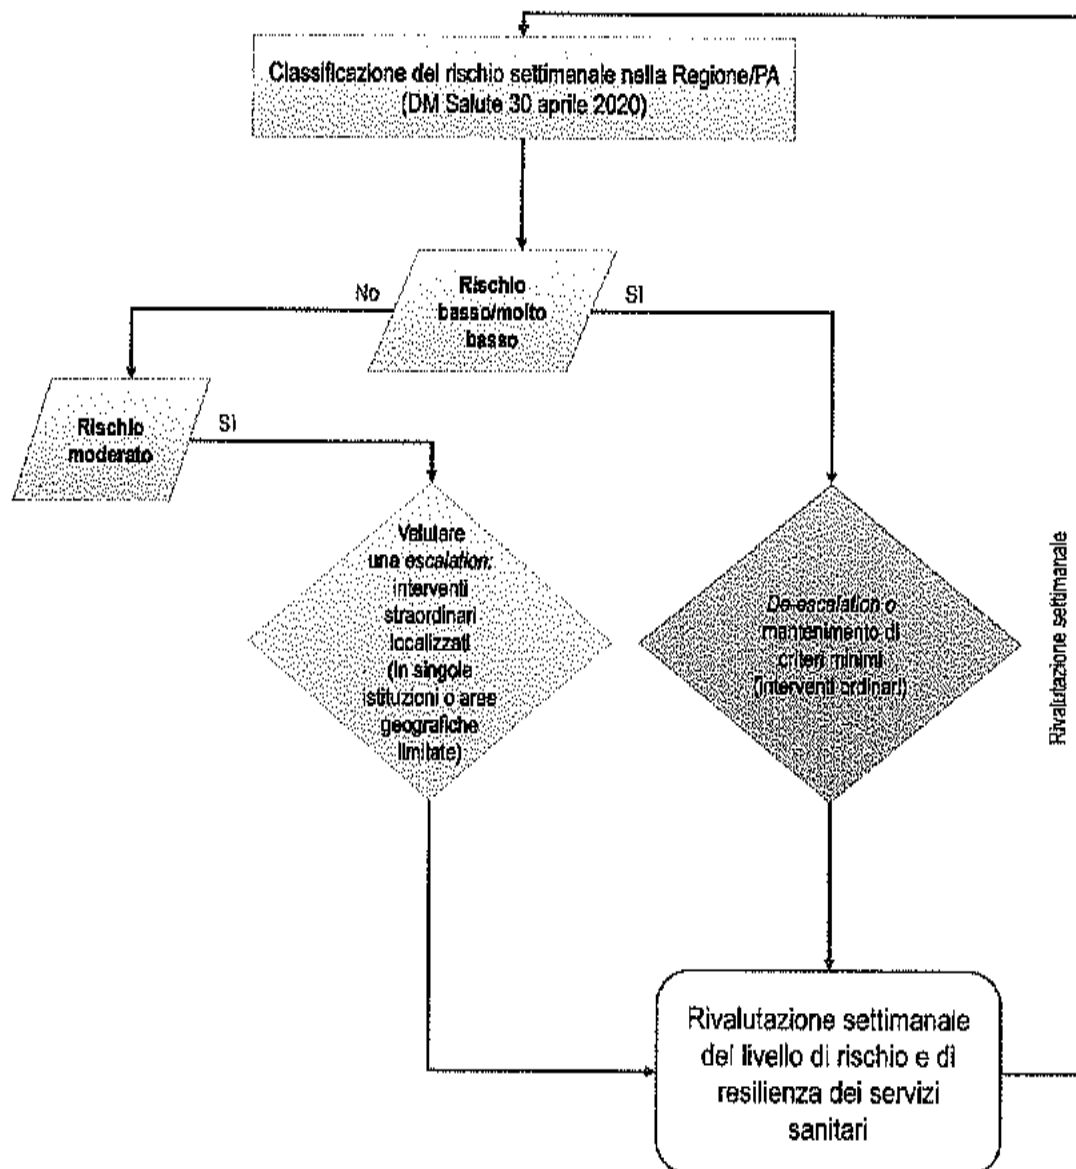 Classificazione del rischio settimanale nella Regione/PA
(DM Salute 30 aprile 2020)
No
Rischio
basso/molto
basso
Sì
Rischio
moderato
Sì
Valutare
una escalation:
interventi
straordinari
localizzati
(in singole
istituzioni o aree
geografiche
limitate)
De-escalation o
mantenimento di
criteri minimi
(interventi ordinari)
Rivalutazione settimanale
Rivalutazione settimanale
del livello di rischio e di
resilienza dei servizi
sanitari